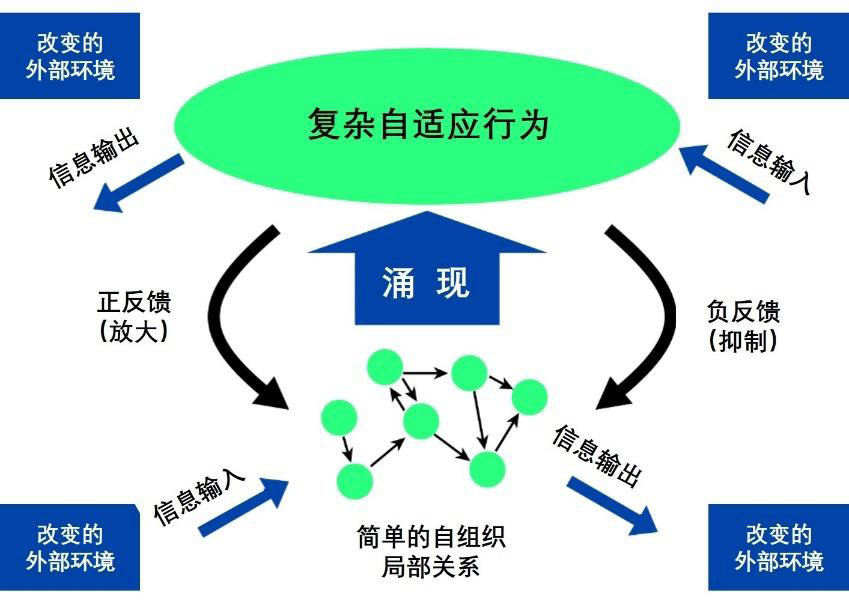 改变的
外部环境
改变的
外部环境
复杂自适应行为
信息输出
信息输入
涌 现
正反馈
(放大)
负反馈
(抑制)
信息输入
信息输出
简单的自组织
局部关系
改变的
外部环境
改变的
外部环境